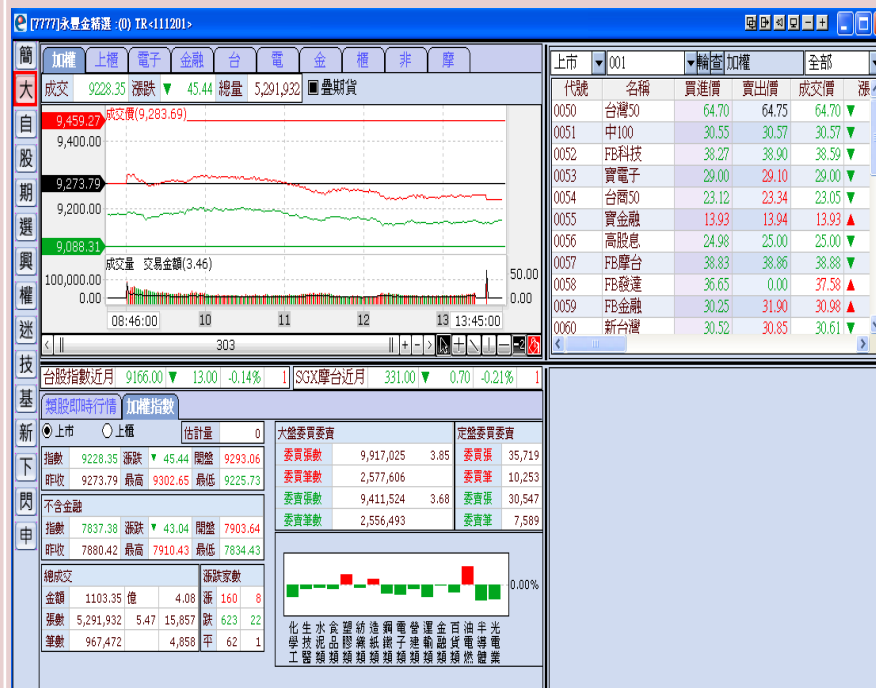 [7777]永豐金精選 :(0) TR<111201>
簡
大
自
股
期
選
興
權
迷
技
基
新
下
閃
申
加權 上櫃 電子 金融 台 電 金 櫃 非 摩
成交 9228.35 漲跌 ▼ 45.44 總量 5,291,932 疊期貨
成交價(9,283.69)
9,459.27
9,400.00
9,273.79
9,200.00
9,088.31
成交量 交易金額(3.46)
100,000.00 50.00
0.00 0.00
08:46:00 10 11 12 13 13:45:00
303
台股指數近月 9166.00 ▼ 13.00 -0.14% 1 SGX摩台近月 331.00 ▼ 0.70 -0.21% 1
類股即時行情 加權指數
上市 上櫃 估計量 0
指數 9228.35 漲跌 ▼ 45.44 開盤 9293.06
昨收 9273.79 最高 9302.65 最低 9225.73
不含金融
指數 7837.38 漲跌 ▼ 43.04 開盤 7903.64
昨收 7880.42 最高 7910.43 最低 7834.43
總成交 漲跌家數
金額 1103.35 億 4.08 漲 160 8
張數 5,291,932 5.47 15,857 跌 623 22
筆數 967,472 4,858 平 62 1
大盤委買委賣 定盤委買委賣
委買張數 9,917,025 3.85 委買張 35,719
委買筆數 2,577,606 委買筆 10,253
委賣張數 9,411,524 3.68 委賣張 30,547
委賣筆數 2,556,493 委賣筆 7,589
0.00%
化生水食塑紡造鋼電營運金百油半光
學技泥品膠織紙鐵子建輸融貨電導電
工醫類類類類類類類類類類類燃體業
上市 001 輪查 加權 全部
代號 名稱 買進價 賣出價 成交價 漲
0050 台灣50 64.70 64.75 64.70 ▼
0051 中100 30.55 30.57 30.57 ▼
0052 FB科技 38.27 38.90 38.59 ▼
0053 寶電子 29.00 29.10 29.00 ▼
0054 台商50 23.12 23.34 23.05 ▼
0055 寶金融 13.93 13.94 13.93 ▲
0056 高股息 24.98 25.00 25.00 ▼
0057 FB摩台 38.83 38.86 38.88 ▼
0058 FB發達 36.65 0.00 37.58 ▲
0059 FB金融 30.25 31.90 30.98 ▲
0060 新台灣 30.52 30.85 30.61 ▼